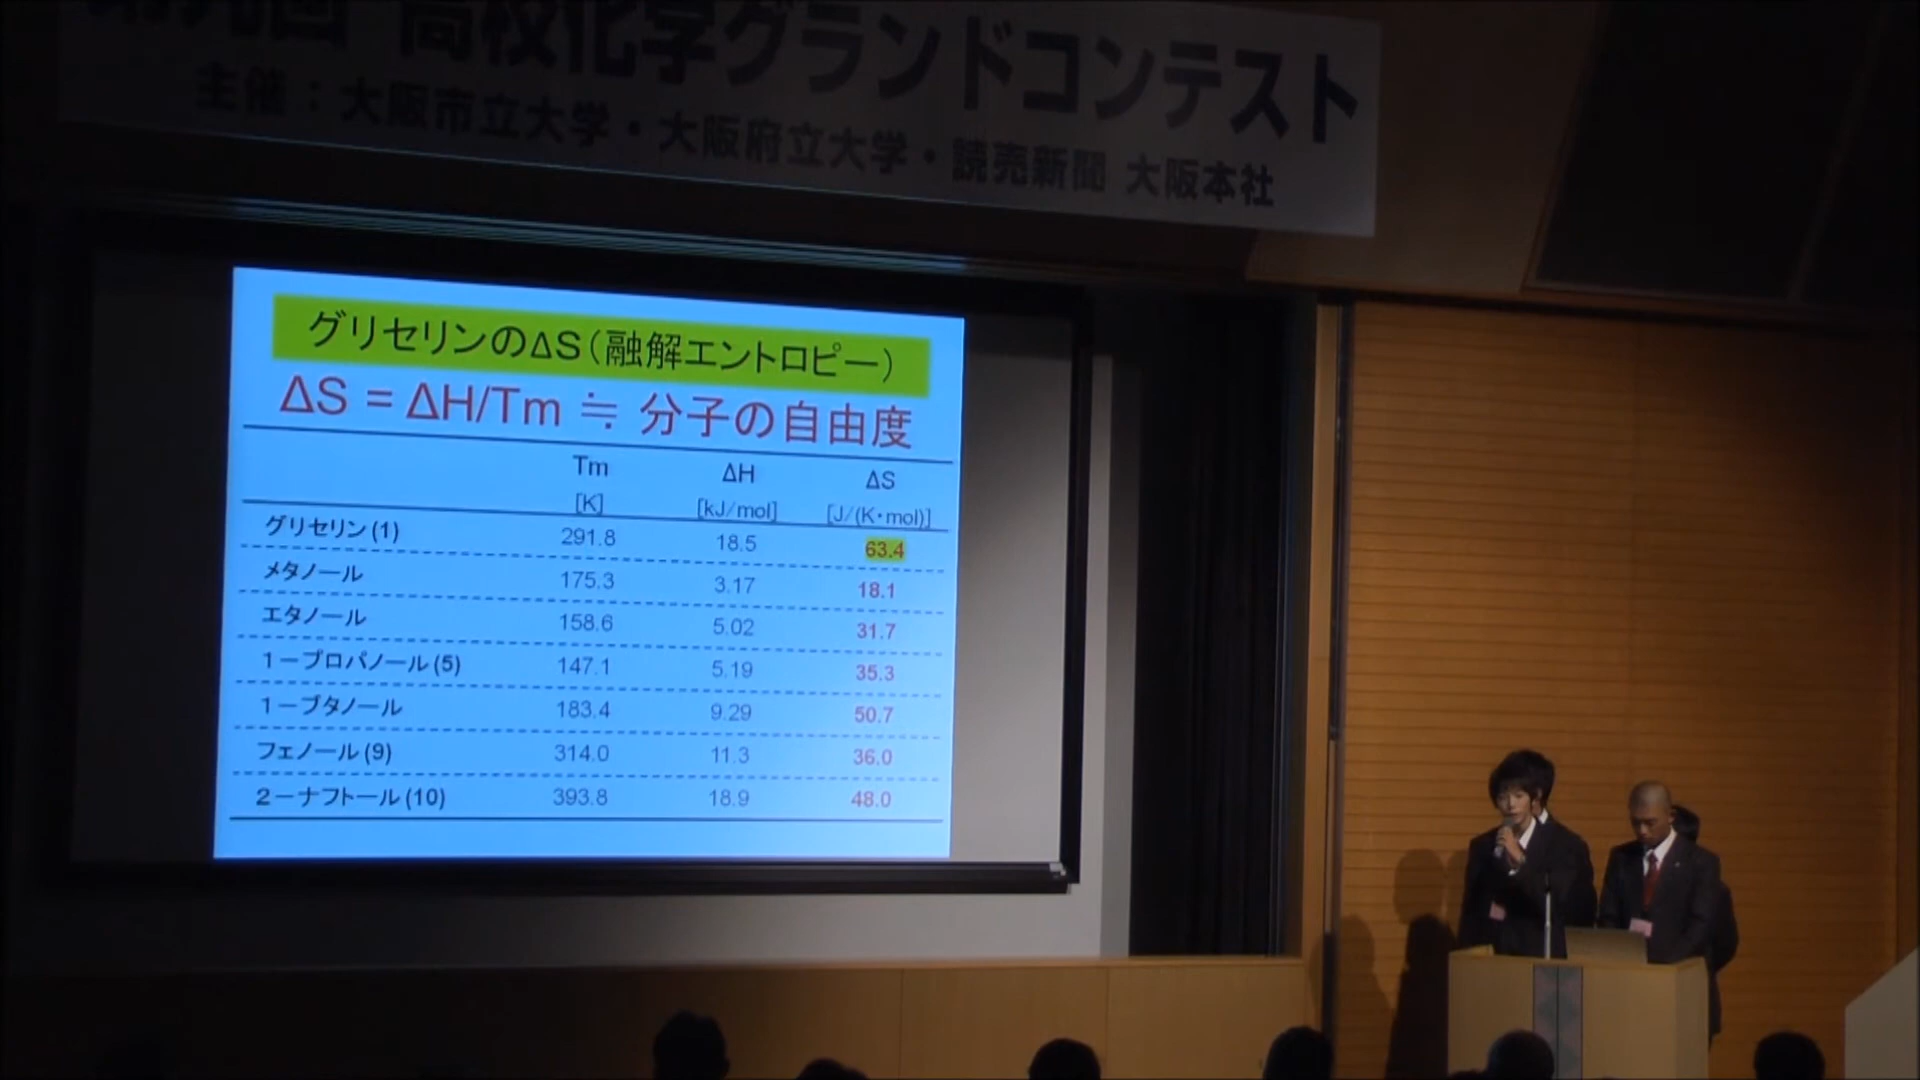 高校化学グランドコンテスト
主催：大阪市立大学・大阪府立大学・読売新聞 大阪本社
グリセリンのΔS（融解エントロピー）
ΔS = ΔH/Tm ≒ 分子の自由度
Tm ΔH ΔS
[K] [kJ/mol] [J/(K・mol)]
グリセリン(1) 291.8 18.5 63.4
メタノール 175.3 3.17 18.1
エタノール 158.6 5.02 31.7
1－プロパノール(5) 147.1 5.19 35.3
1－ブタノール 183.4 9.29 50.7
フェノール(9) 314.0 11.3 36.0
2－ナフトール(10) 393.8 18.9 48.0